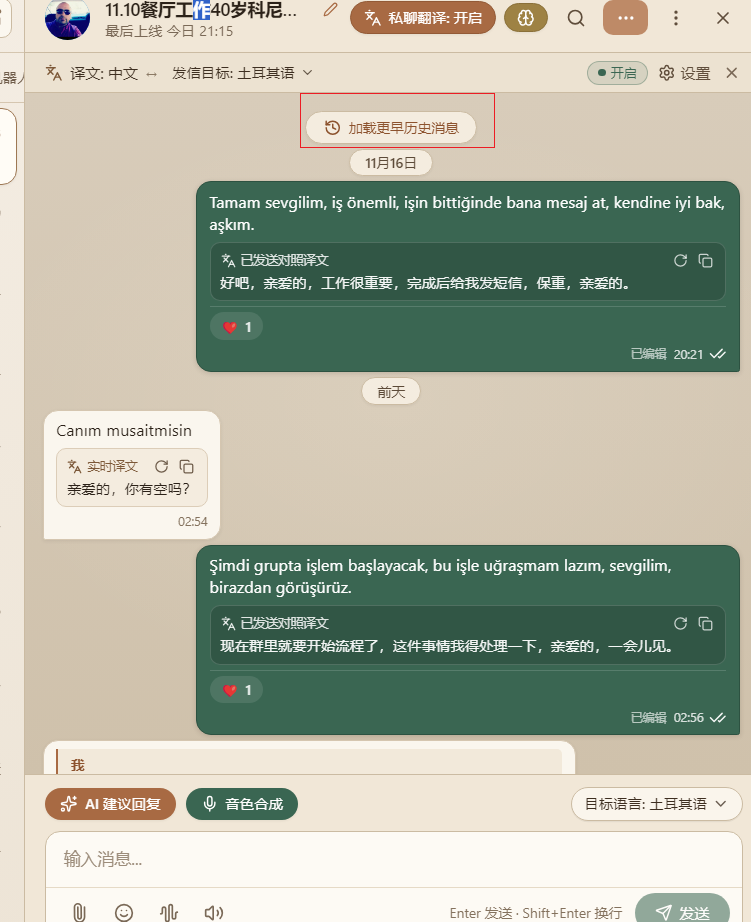 11.10餐厅工作40岁科尼...
最后上线 今日 21:15
私聊翻译: 开启
译文: 中文 ↔ 发信目标: 土耳其语
开启
设置
器人
加载更早历史消息
11月16日
Tamam sevgilim, iş önemli, işin bittiğinde bana mesaj at, kendine iyi bak,
aşkım.
已发送对照译文
好吧，亲爱的，工作很重要，完成后给我发短信，保重，亲爱的。
❤️ 1
已编辑 20:21
前天
Canım musaitmisin
实时译文
亲爱的，你有空吗？
02:54
Şimdi grupta işlem başlayacak, bu işle uğraşmam lazım, sevgilim,
birazdan görüşürüz.
已发送对照译文
现在群里就要开始流程了，这件事情我得处理一下，亲爱的，一会儿见。
❤️ 1
已编辑 02:56
我
AI 建议回复
音色合成
目标语言: 土耳其语
输入消息...
Enter 发送 · Shift+Enter 换行
发送